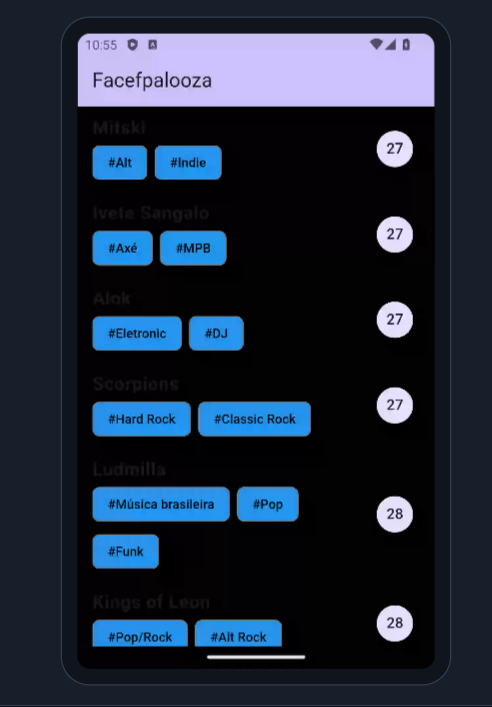 10:55
Facefpalooza
Mitski
27
#Alt #Indie
Ivete Sangalo
27
#Axé #MPB
Alok
27
#Eletronic #DJ
Scorpions
27
#Hard Rock #Classic Rock
Ludmilla
#Música brasileira #Pop
28
#Funk
Kings of Leon
28
#Pop/Rock #Alt Rock